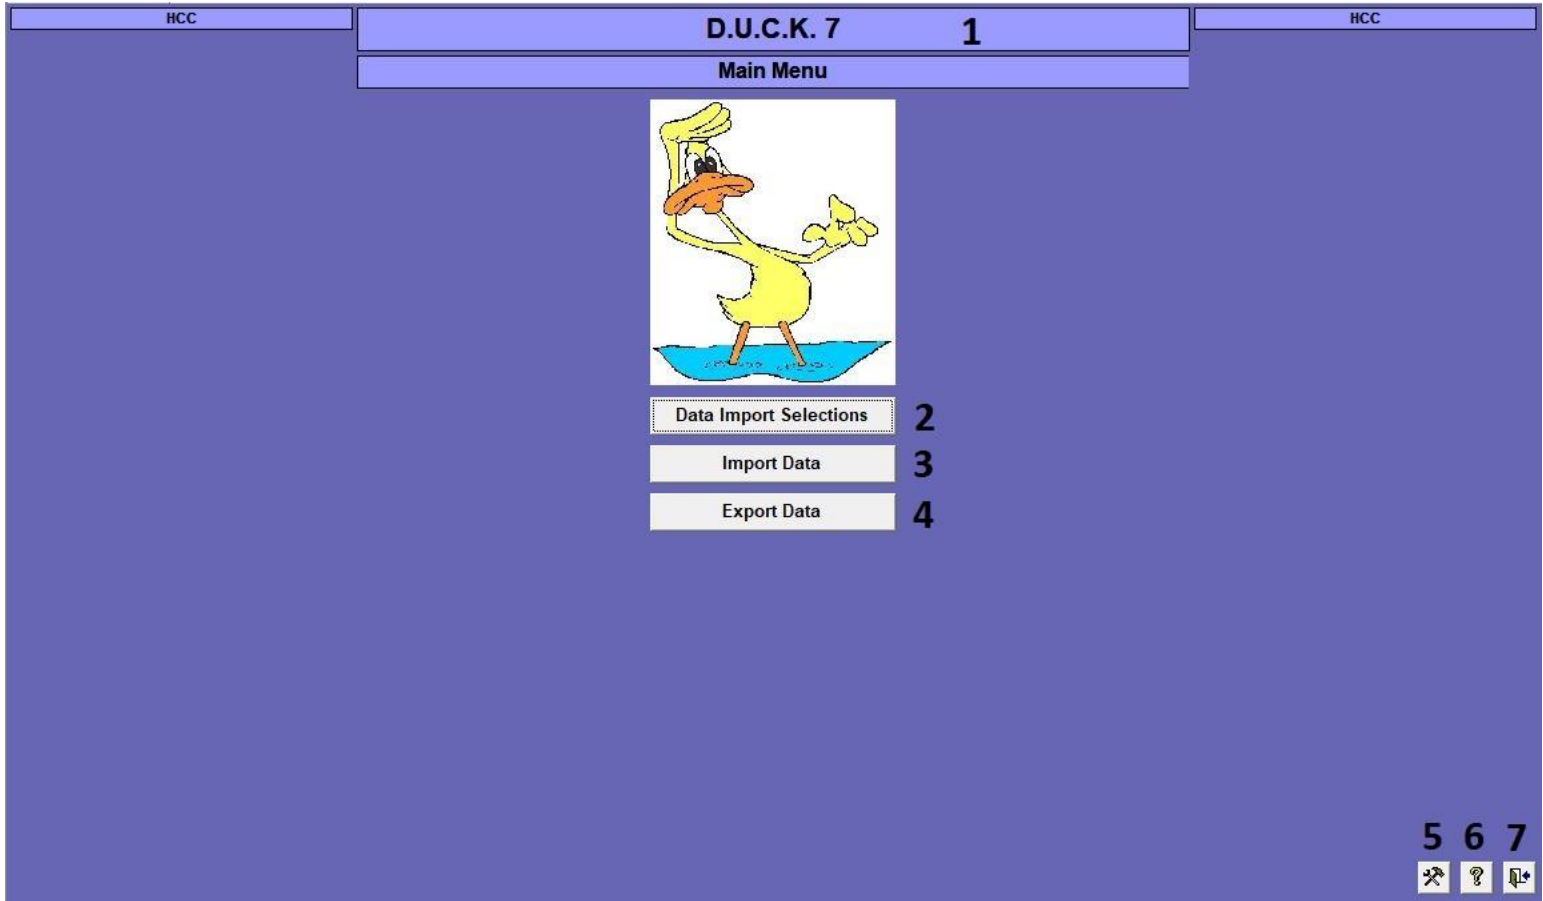 HCC
D.U.C.K. 7 1
HCC
Main Menu
Data Import Selections 2
Import Data 3
Export Data 4
5 6 7
?